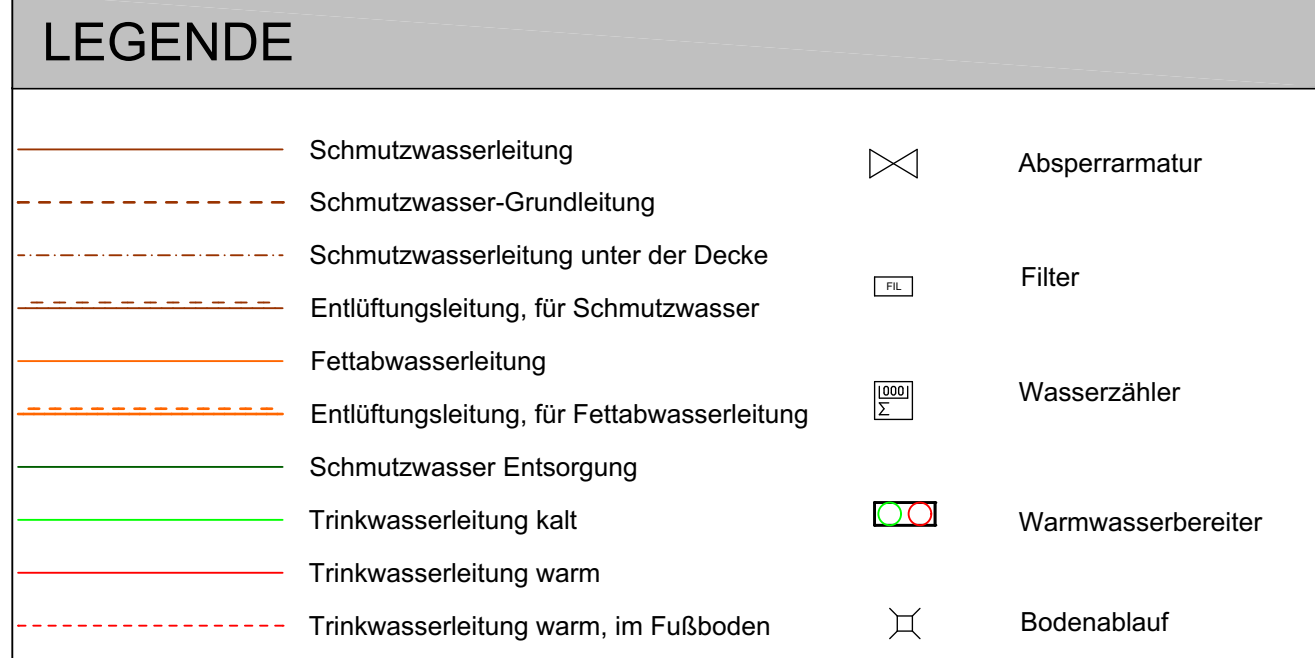 LEGENDE
Schmutzwasserleitung
Schmutzwasser-Grundleitung
Schmutzwasserleitung unter der Decke
Entlüftungsleitung, für Schmutzwasser
Fettabwasserleitung
Entlüftungsleitung, für Fettabwasserleitung
Schmutzwasser Entsorgung
Trinkwasserleitung kalt
Trinkwasserleitung warm
Trinkwasserleitung warm, im Fußboden
Absperrarmatur
FIL Filter
000
Σ
Wasserzähler
Warmwasserbereiter
Bodenablauf